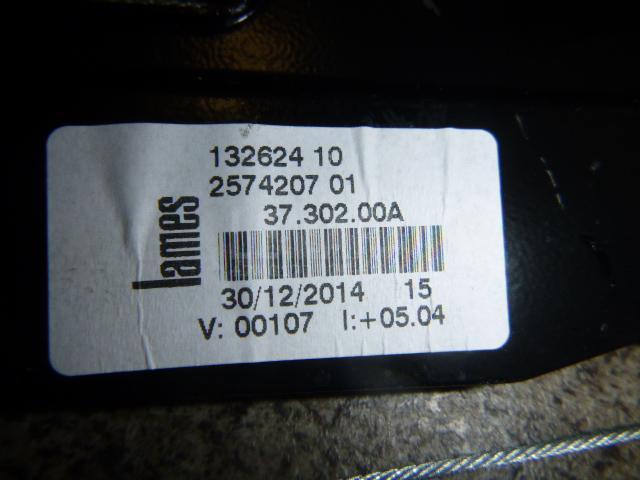 132624 10
2574207 01
37.302.00A
lames
30/12/2014 15
V: 00107 I:+05.04